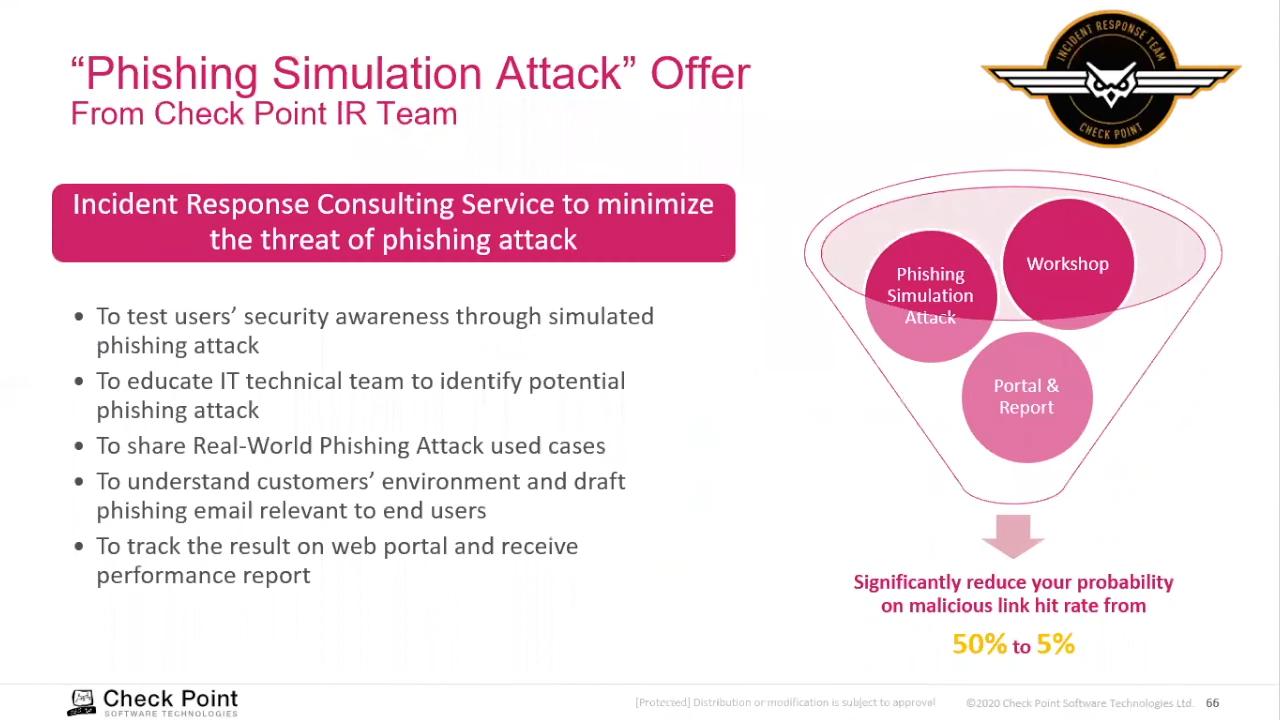 “Phishing Simulation Attack” Offer
From Check Point IR Team
INCIDENT RESPONSE TEAM
CHECK POINT
Incident Response Consulting Service to minimize
the threat of phishing attack
• To test users’ security awareness through simulated
phishing attack
• To educate IT technical team to identify potential
phishing attack
• To share Real-World Phishing Attack used cases
• To understand customers’ environment and draft
phishing email relevant to end users
• To track the result on web portal and receive
performance report
Phishing
Simulation
Attack
Workshop
Portal &
Report
Significantly reduce your probability
on malicious link hit rate from
50% to 5%
Check Point
SOFTWARE TECHNOLOGIES
[Protected] Distribution or modification is subject to approval
©2020 Check Point Software Technologies Ltd.
66